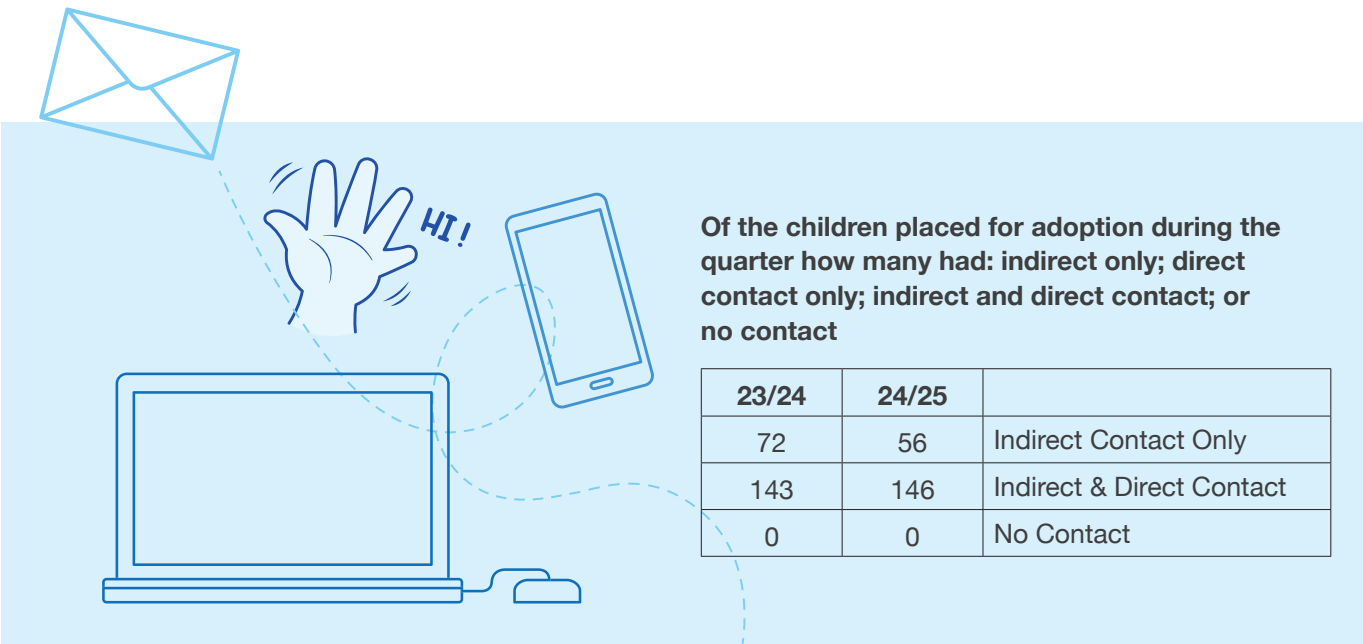 HI!
Of the children placed for adoption during the
quarter how many had: indirect only; direct
contact only; indirect and direct contact; or
no contact
23/24 24/25
72 56 Indirect Contact Only
143 146 Indirect & Direct Contact
0 0 No Contact